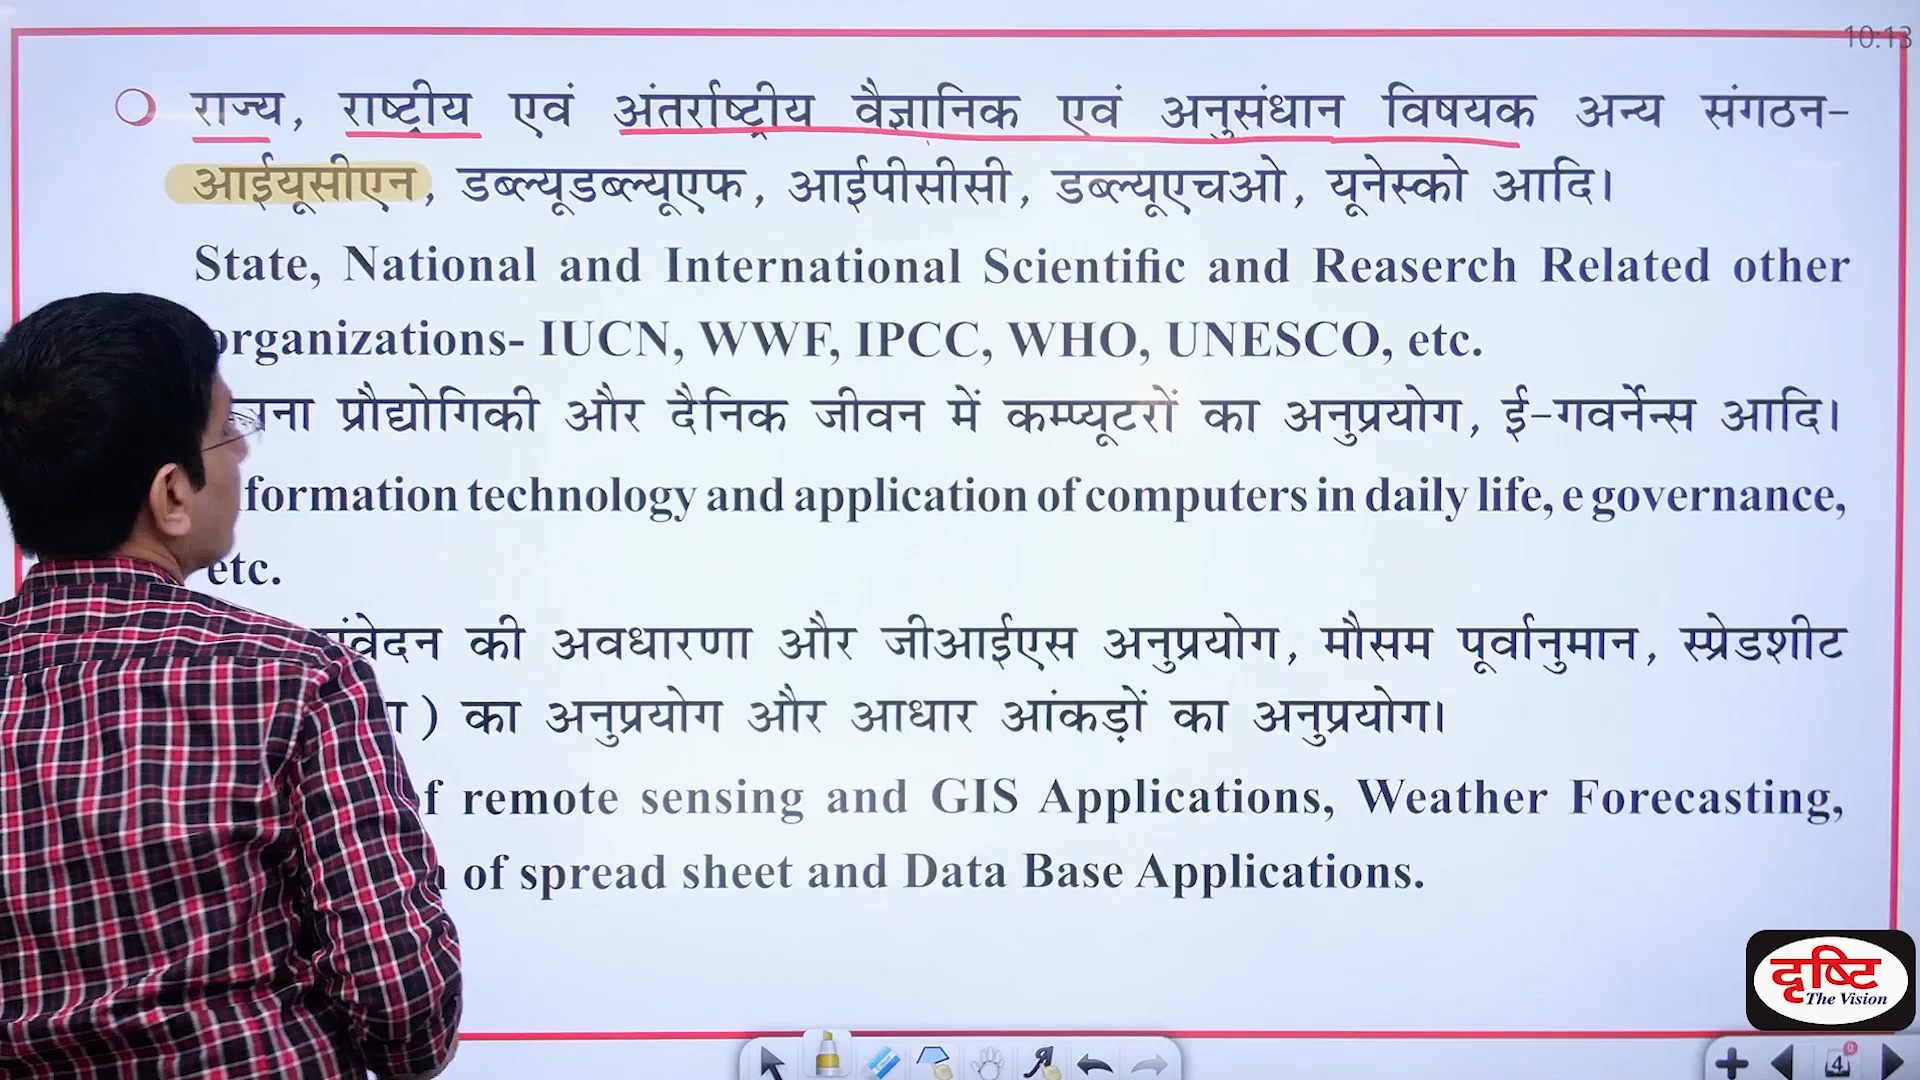 10:13
राज्य, राष्ट्रीय एवं अंतर्राष्ट्रीय वैज्ञानिक एवं अनुसंधान विषयक अन्य संगठन-
आईयूसीएन, डब्ल्यूडब्ल्यूएफ, आईपीसीसी, डब्ल्यूएचओ, यूनेस्को आदि।
State, National and International Scientific and Reaserch Related other
organizations- IUCN, WWF, IPCC, WHO, UNESCO, etc.
प्रौद्योगिकी और दैनिक जीवन में कम्प्यूटरों का अनुप्रयोग, ई-गवर्नेन्स आदि।
technology and application of computers in daily life, e governance,
etc.
की अवधारणा और जीआईएस अनुप्रयोग, मौसम पूर्वानुमान, स्प्रेडशीट
) का अनुप्रयोग और आधार आंकड़ों का अनुप्रयोग।
remote sensing and GIS Applications, Weather Forecasting,
of spread sheet and Data Base Applications.
दृष्टि
The Vision
4
0